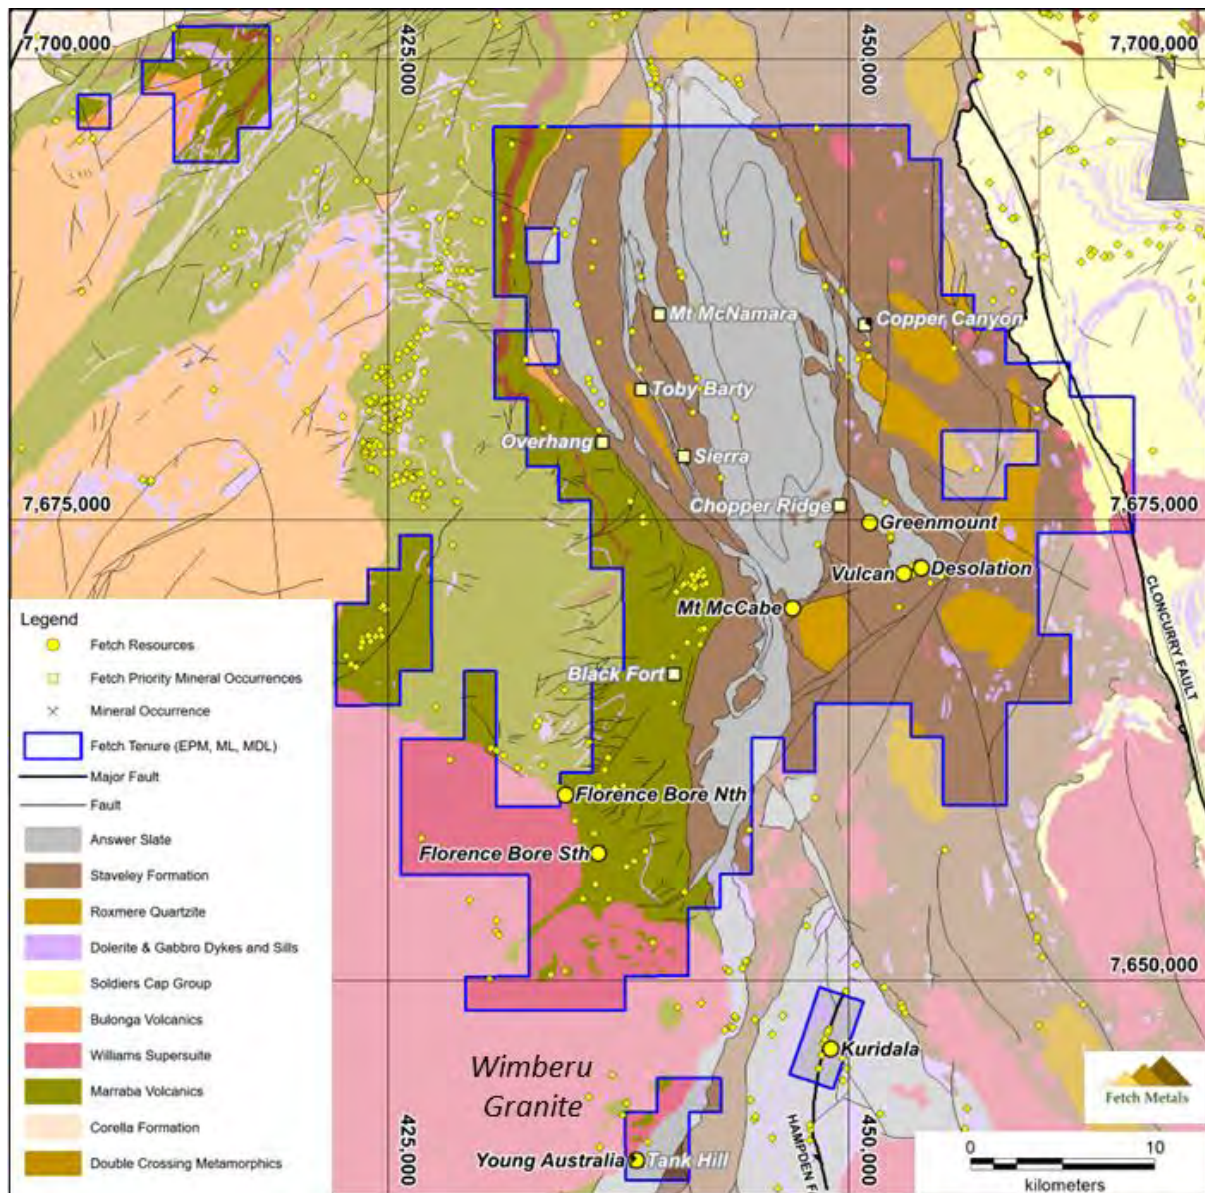 7,700,000
425,000
450,000
7,700,000
N
Mt McNamara
Copper Canyon
Toby Barty
Overhang
Sierra
Chopper Ridge
7,675,000
7,675,000
Greenmount
Vulcan
Desolation
Mt McCabe
CLONCURRY FAULT
Black Fort
Florence Bore Nth
Florence Bore Sth
7,650,000
Kuridala
Wimberu
Granite
425,000
450,000
HAMPDEN F
Young Australia
Tank Hill
Legend
Fetch Resources
Fetch Priority Mineral Occurrences
Mineral Occurrence
Fetch Tenure (EPM, ML, MDL)
Major Fault
Fault
Answer Slate
Staveley Formation
Roxmere Quartzite
Dolerite & Gabbro Dykes and Sills
Soldiers Cap Group
Bulonga Volcanics
Williams Supersuite
Marraba Volcanics
Corella Formation
Double Crossing Metamorphics
Fetch Metals
0 10
kilometers